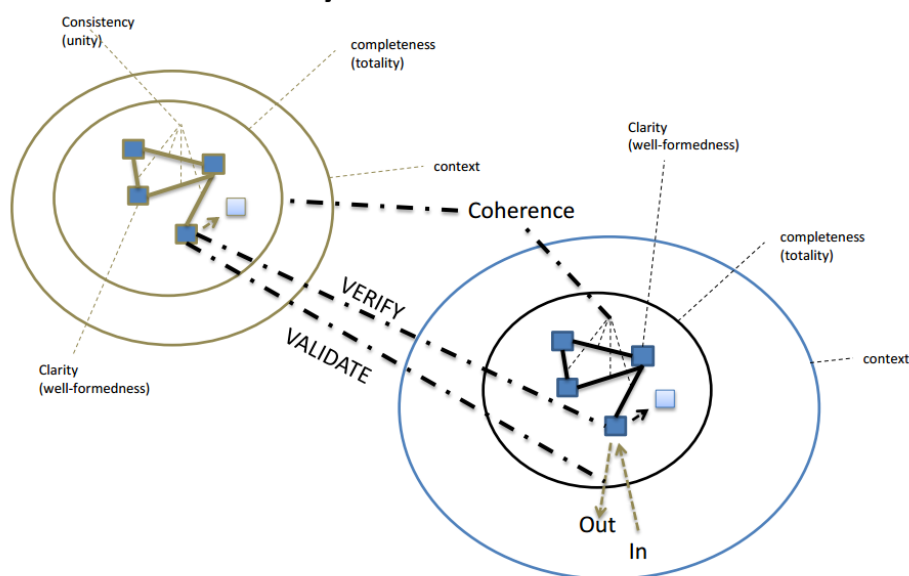 Consistency
(unity)
completeness
(totality)
context
Clarity
(well-formedness)
Coherence
Clarity
(well-formedness)
completeness
(totality)
context
VERIFY
VALIDATE
Out
In